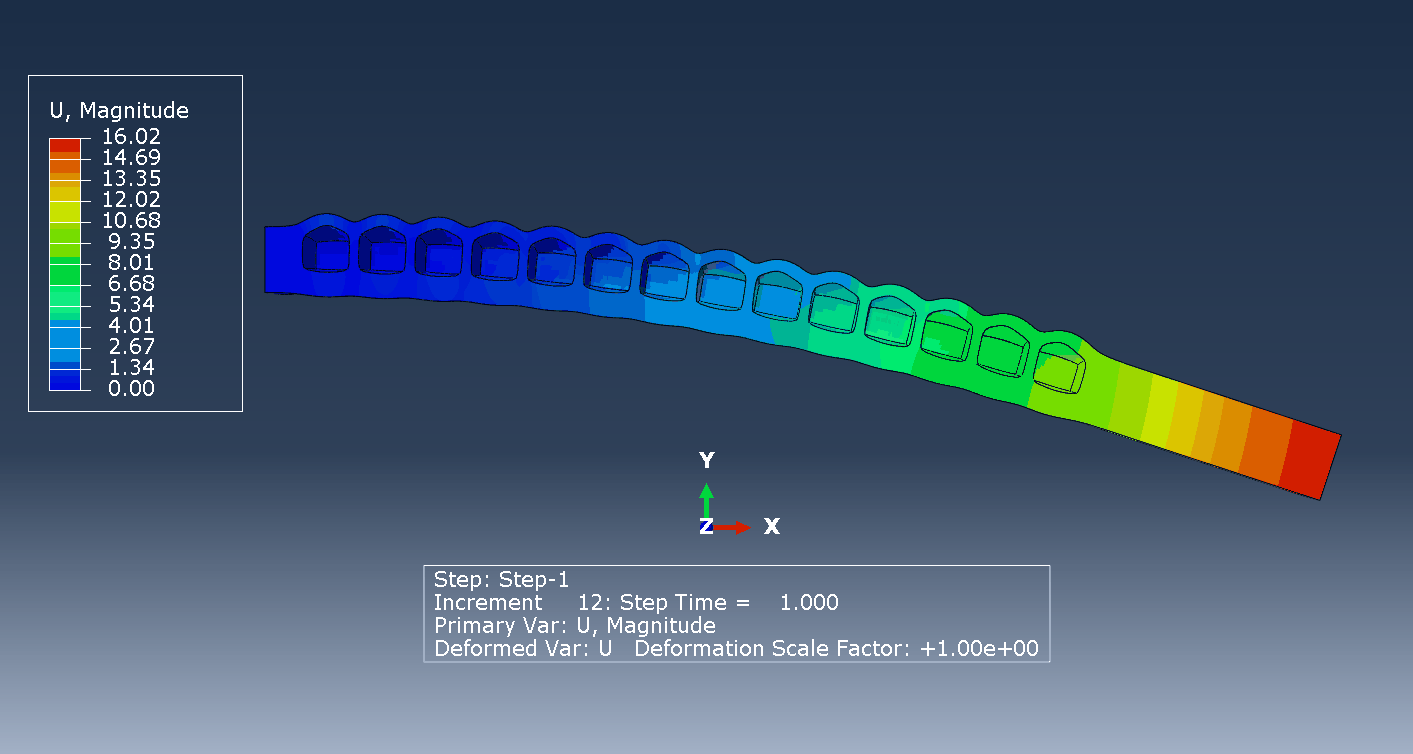 U, Magnitude
16.02
14.69
13.35
12.02
10.68
9.35
8.01
6.68
5.34
4.01
2.67
1.34
0.00
Y
Z X
Step: Step-1
Increment 12: Step Time = 1.000
Primary Var: U, Magnitude
Deformed Var: U Deformation Scale Factor: +1.00e+00